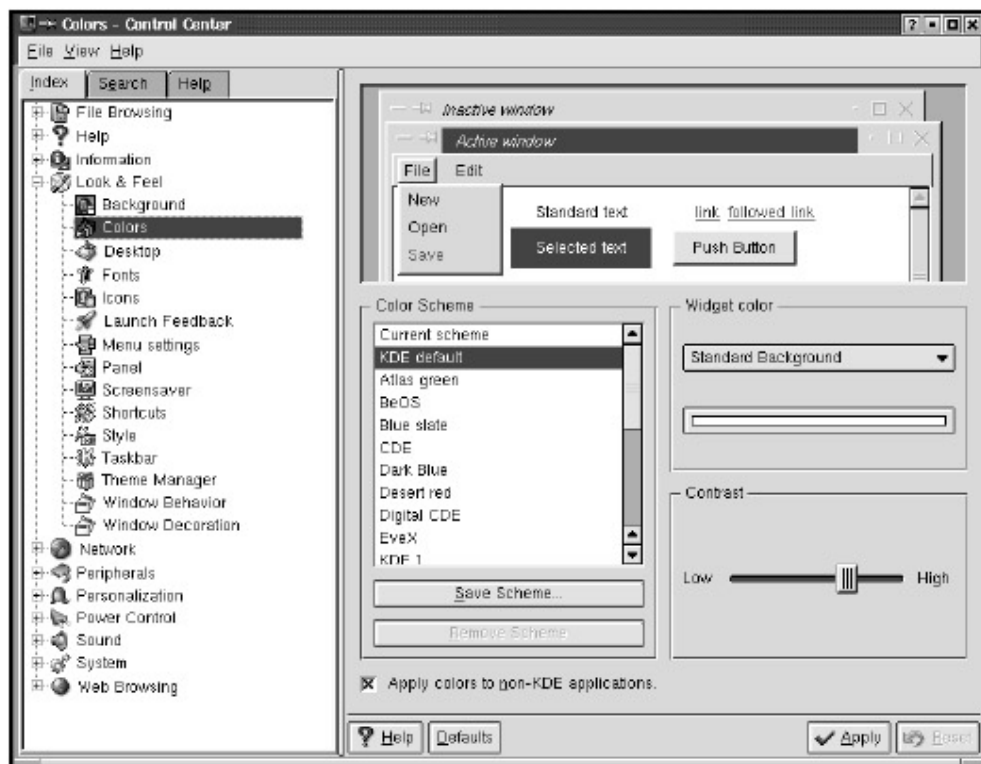 Colors - Control Center
File View Help
Index Search Help
File Browsing
Help
Information
Look & Feel
Background
Colors
Desktop
Fonts
Icons
Launch Feedback
Menu settings
Panel
Screensaver
Shortcuts
Style
Taskbar
Theme Manager
Window Behavior
Window Decoration
Network
Peripherals
Personalization
Power Control
Sound
System
Web Browsing
Inactive window
Active window
File Edit
New
Open
Save
Standard text link followed link
Selected text Push Button
Color Scheme
Current scheme
KDE default
Atlas green
BeOS
Blue slate
CDE
Dark Blue
Desert red
Digital CDE
EveX
KDE 1
Save Scheme...
Remove Scheme
Widget color
Standard Background
Contrast
Low High
Apply colors to non-KDE applications.
? Help Defaults Apply Reset